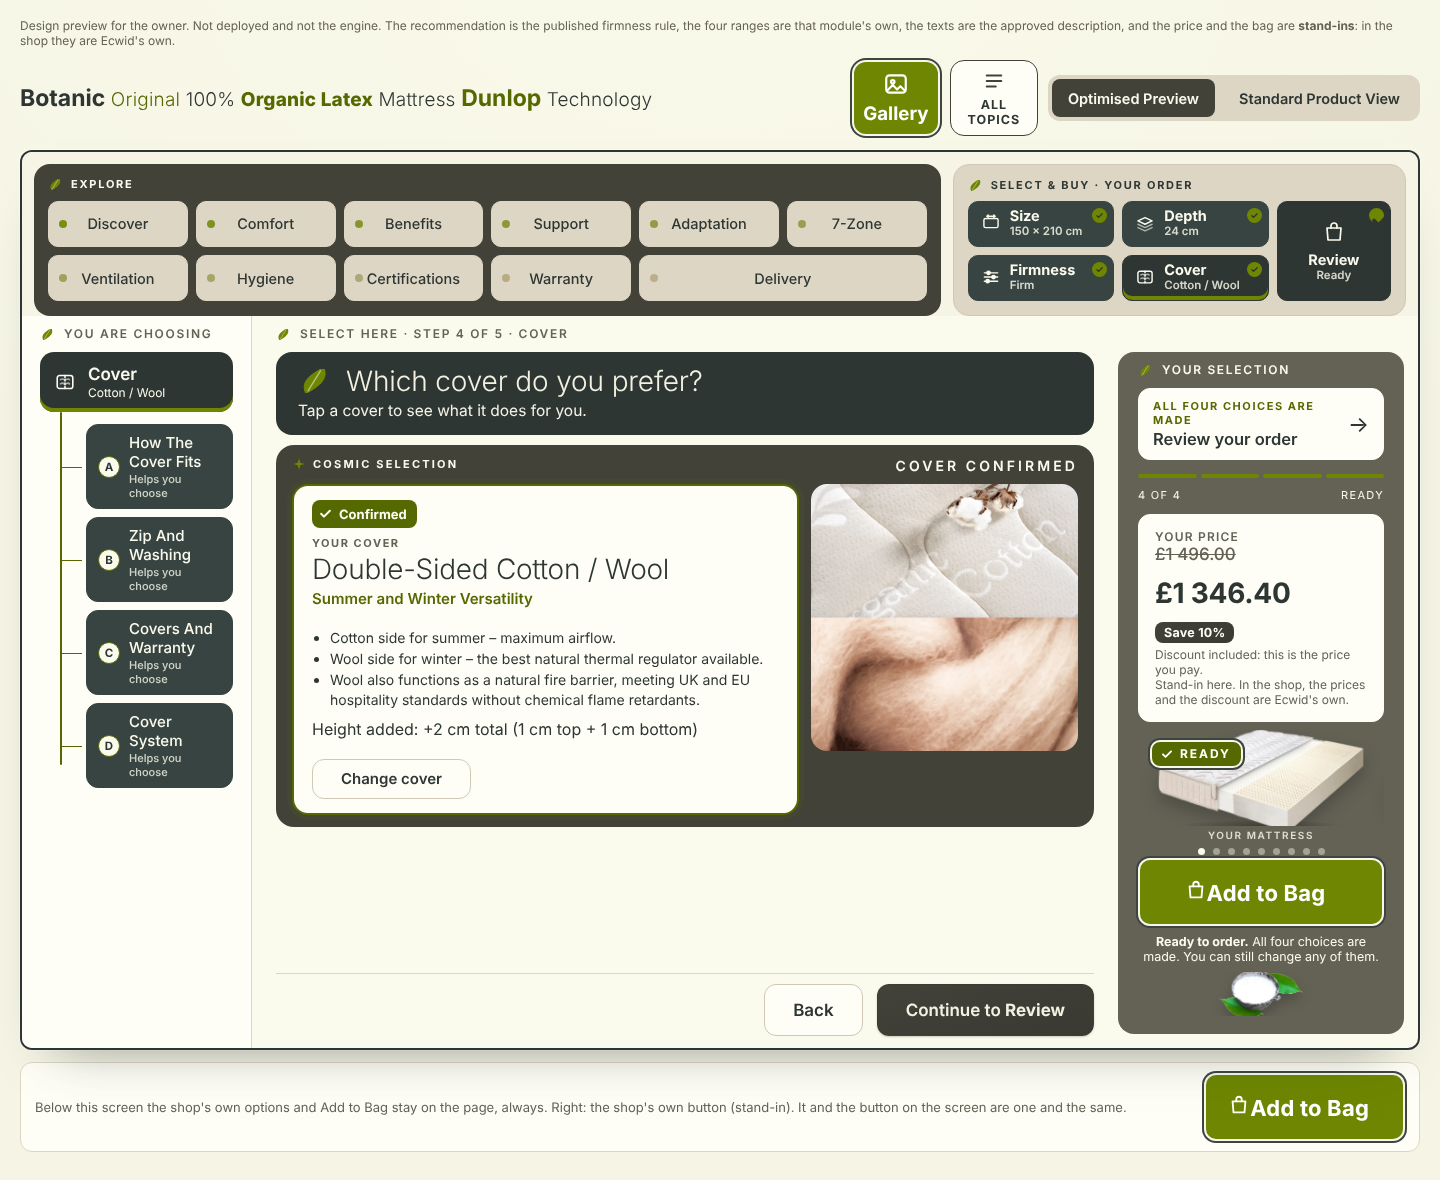 Design preview for the owner. Not deployed and not the engine. The recommendation is the published firmness rule, the four ranges are that module's own, the texts are the approved description, and the price and the bag are stand-ins: in the
shop they are Ecwid's own.
Botanic Original 100% Organic Latex Mattress Dunlop Technology
Gallery
ALL
TOPICS
Optimised Preview
Standard Product View
EXPLORE
Discover
Comfort
Benefits
Support
Adaptation
7-Zone
Ventilation
Hygiene
Certifications
Warranty
Delivery
SELECT & BUY · YOUR ORDER
Size
150 × 210 cm
Depth
24 cm
Firmness
Firm
Cover
Cotton / Wool
Review
Ready
YOU ARE CHOOSING
Cover
Cotton / Wool
A
How The
Cover Fits
Helps you
choose
B
Zip And
Washing
Helps you
choose
C
Covers And
Warranty
Helps you
choose
D
Cover
System
Helps you
choose
SELECT HERE · STEP 4 OF 5 · COVER
Which cover do you prefer?
Tap a cover to see what it does for you.
COSMIC SELECTION
COVER CONFIRMED
Confirmed
YOUR COVER
Double-Sided Cotton / Wool
Summer and Winter Versatility
• Cotton side for summer – maximum airflow.
• Wool side for winter – the best natural thermal regulator available.
• Wool also functions as a natural fire barrier, meeting UK and EU
hospitality standards without chemical flame retardants.
Height added: +2 cm total (1 cm top + 1 cm bottom)
Change cover
Cotton
Back
Continue to Review
YOUR SELECTION
ALL FOUR CHOICES ARE
MADE
Review your order
4 OF 4
READY
YOUR PRICE
£1 496.00
£1 346.40
Save 10%
Discount included: this is the price
you pay.
Stand-in here. In the shop, the prices
and the discount are Ecwid's own.
READY
YOUR MATTRESS
Add to Bag
Ready to order. All four choices are
made. You can still change any of them.
Below this screen the shop's own options and Add to Bag stay on the page, always. Right: the shop's own button (stand-in). It and the button on the screen are one and the same.
Add to Bag